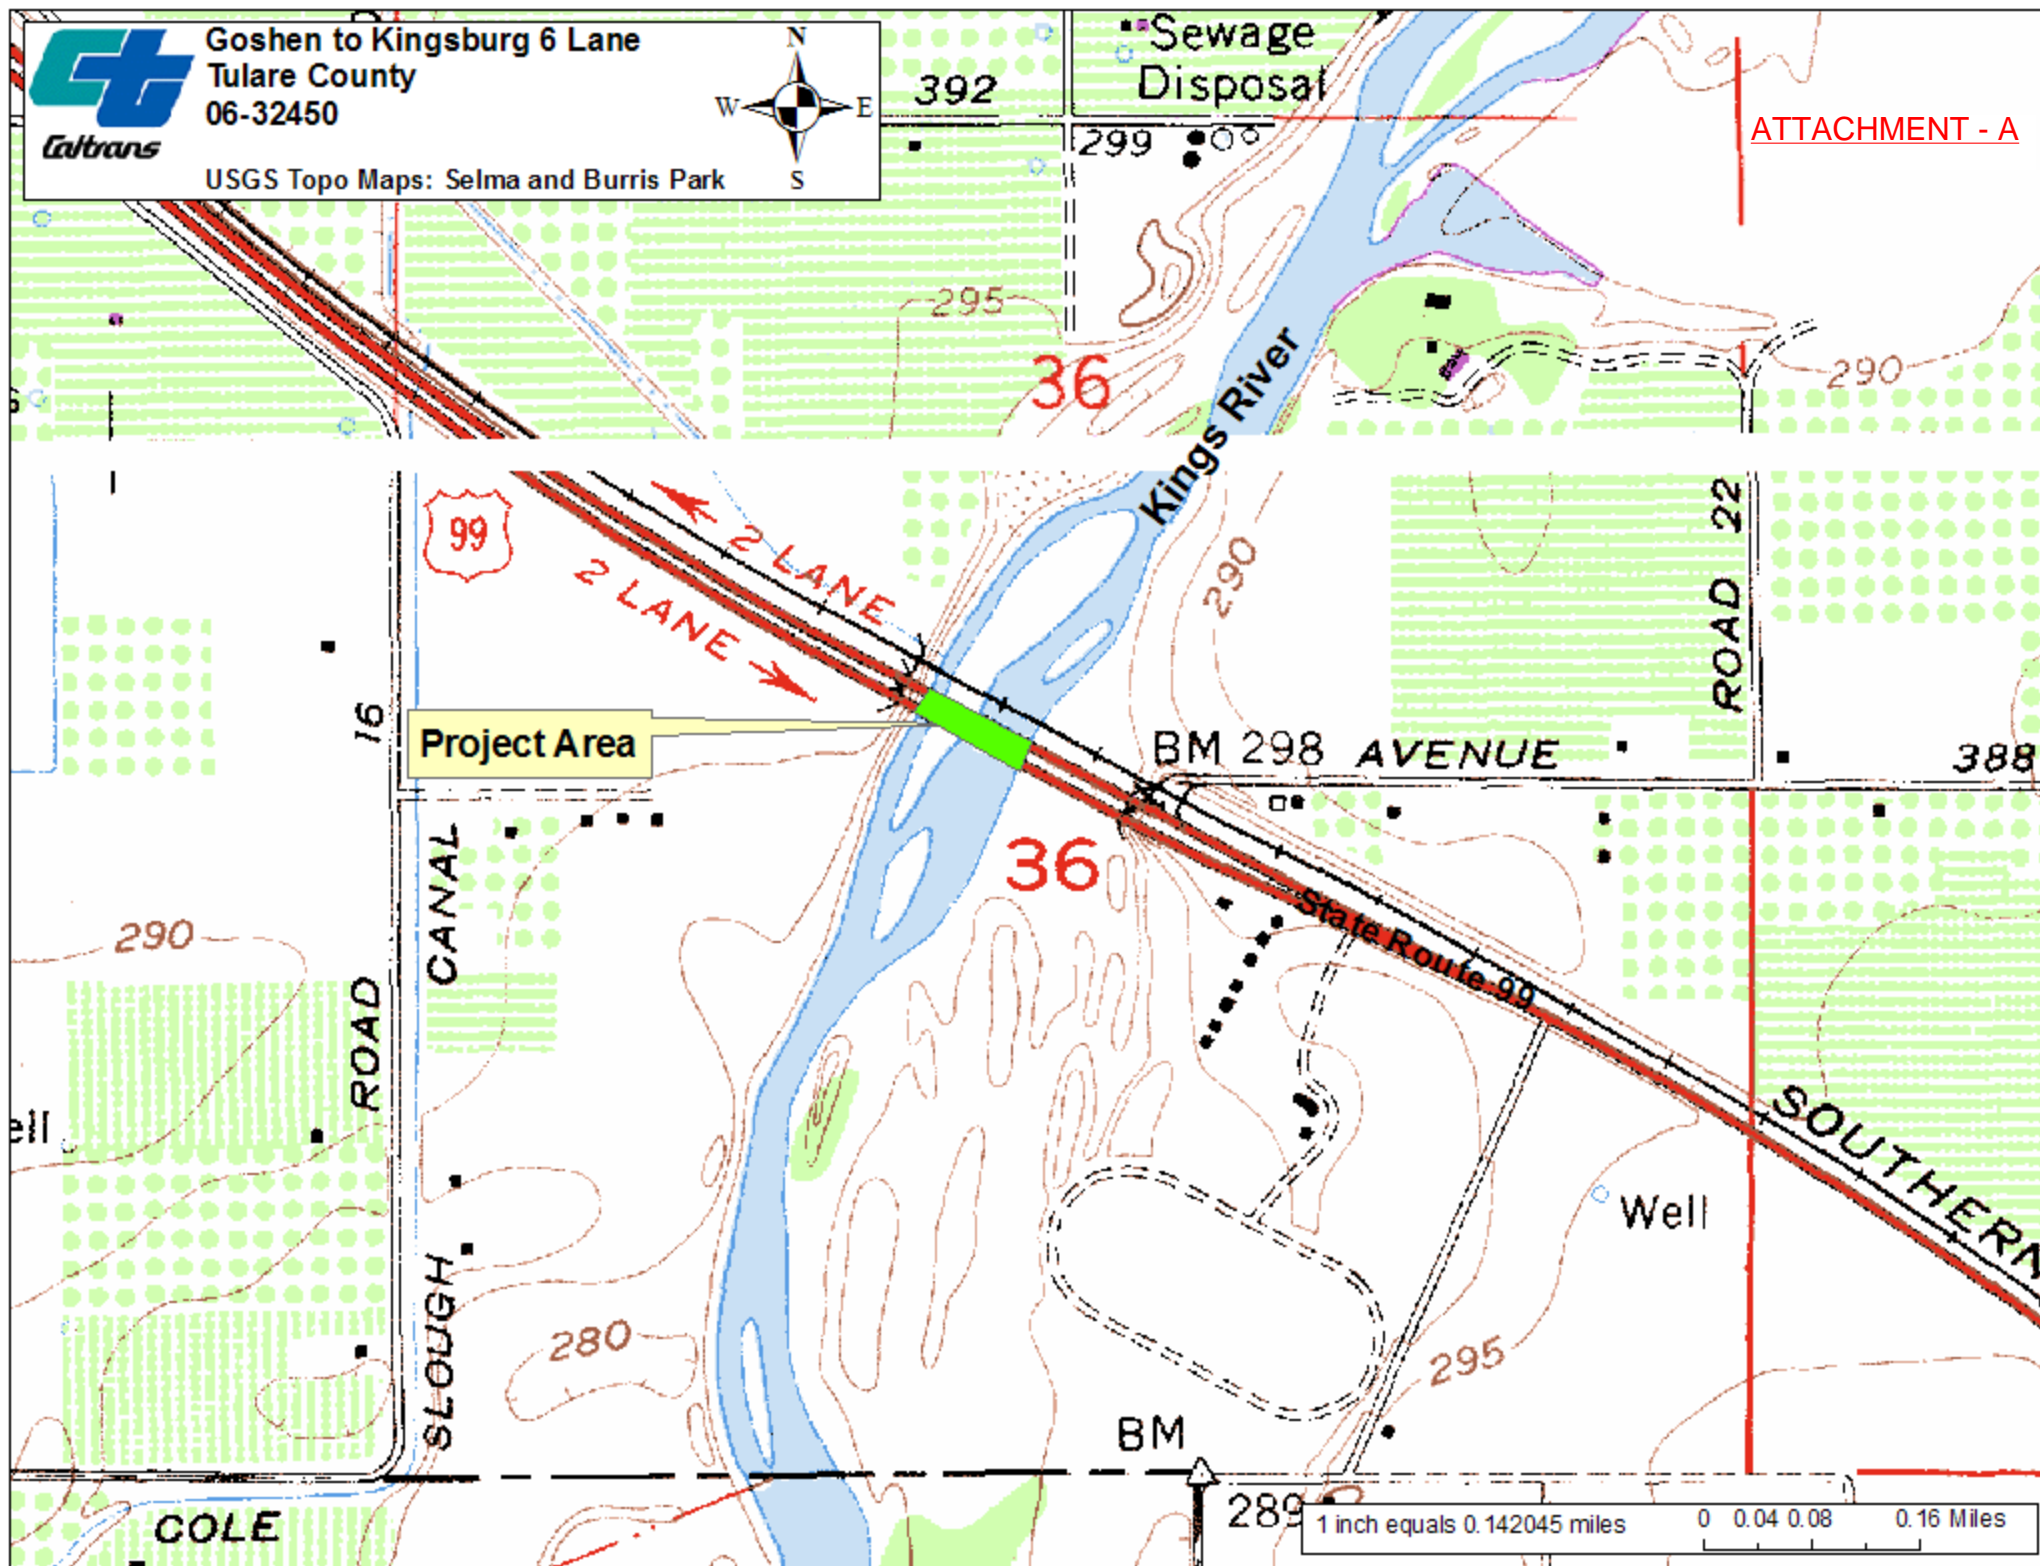 Goshen to Kingsburg 6 Lane
Tulare County
06-32450
Caltrans
USGS Topo Maps: Selma and Burris Park
N
W
E
S
392
Sewage
Disposal
299
ATTACHMENT - A
295
36
Kings River
290
99
2 LANE
2 LANE
290
ROAD 22
16
Project Area
BM 298
AVENUE
388
36
CANAL
State Route 99
290
ROAD
SOUTHERN
Well
SLOUGH
280
295
BM
289
COLE
1 inch equals 0.142045 miles
0 0.04 0.08 0.16 Miles